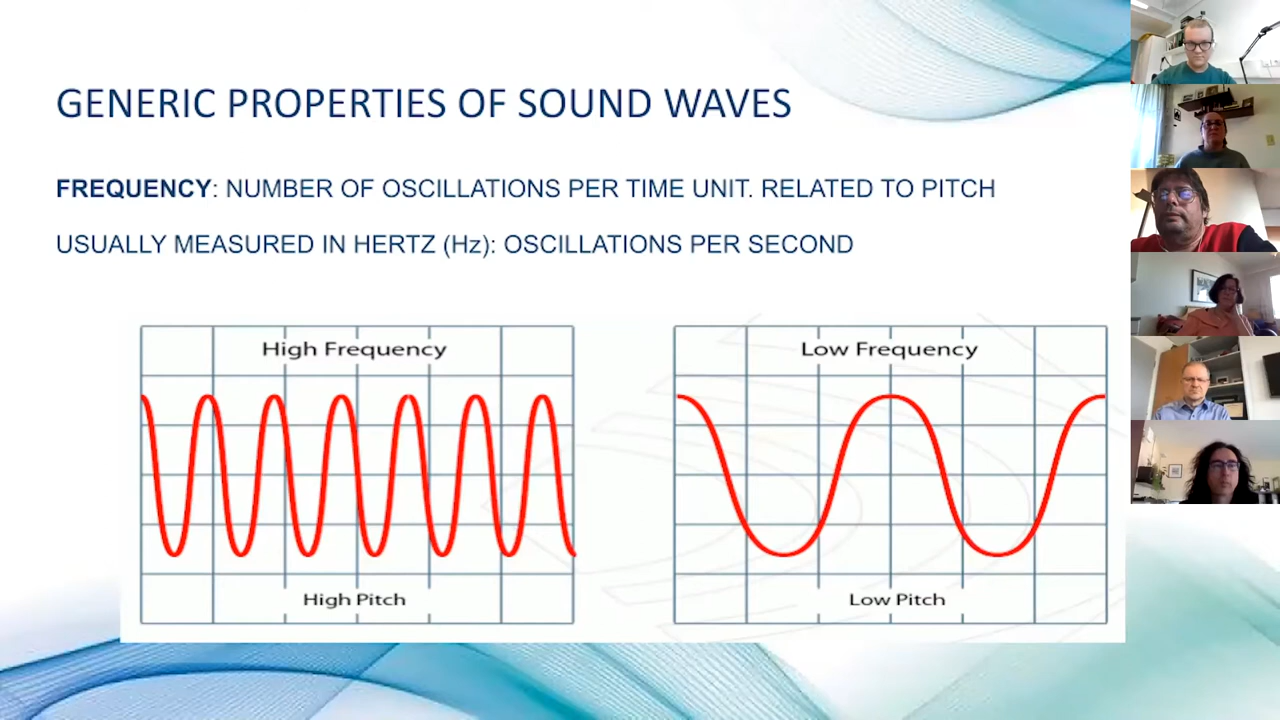 GENERIC PROPERTIES OF SOUND WAVES
FREQUENCY: NUMBER OF OSCILLATIONS PER TIME UNIT. RELATED TO PITCH
USUALLY MEASURED IN HERTZ (Hz): OSCILLATIONS PER SECOND
High Frequency
High Pitch
Low Frequency
Low Pitch